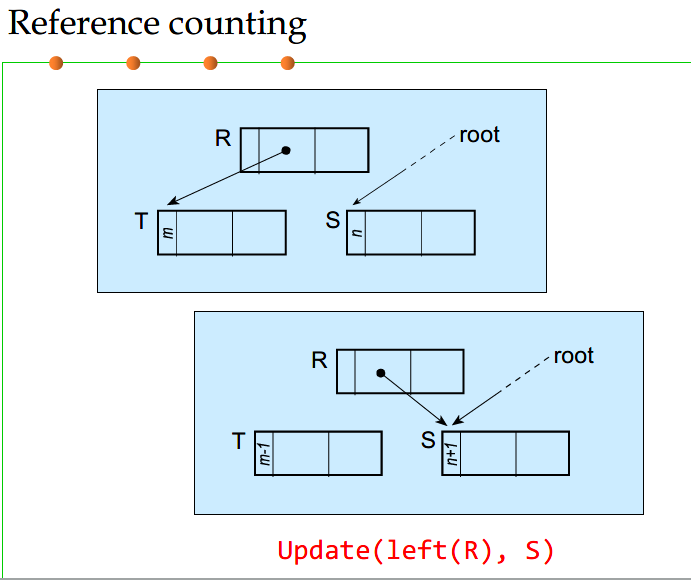 Reference counting
R
root
T
S
m
n
R
root
T
S
m-1
n+1
Update(left(R), S)